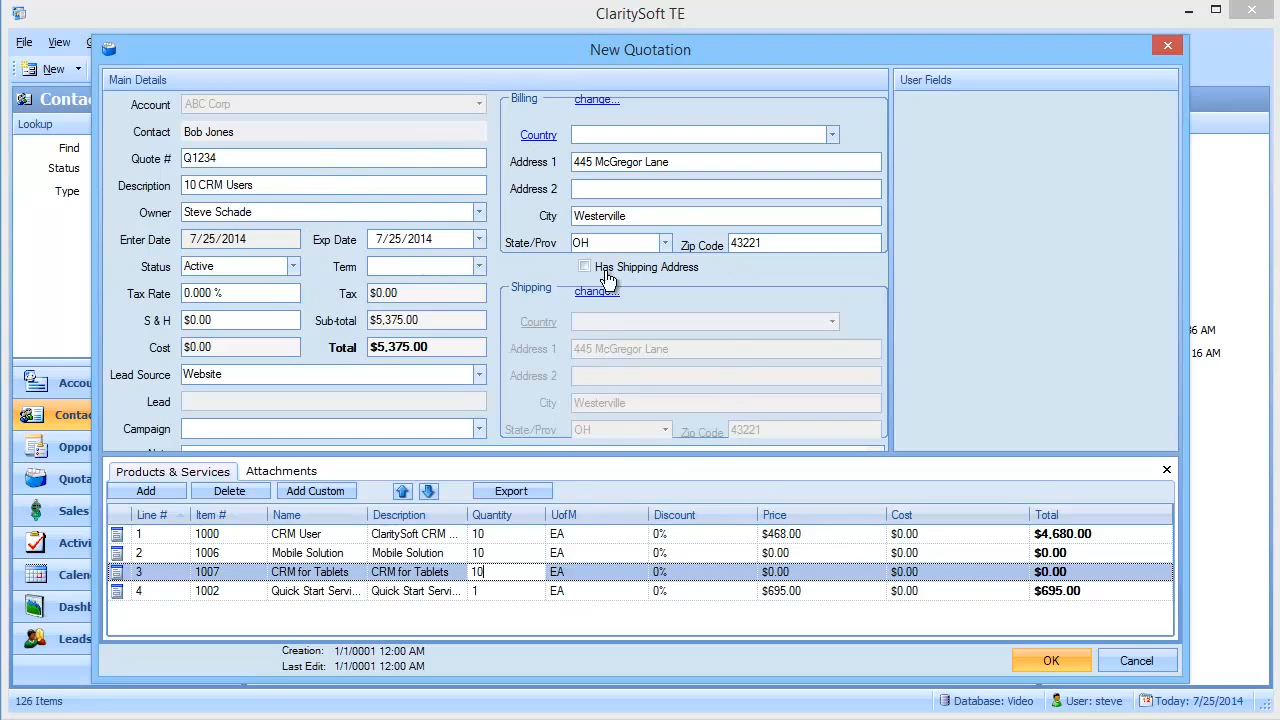 ClaritySoft TE
File View
New
New Quotation
Conta
Lookup
Find
Status
Type
Main Details
User Fields
Account ABC Corp
Contact Bob Jones
Quote # Q1234
Description 10 CRM Users
Owner Steve Schade
Enter Date 7/25/2014 Exp Date 7/25/2014
Status Active Term
Tax Rate 0.000 % Tax $0.00
S & H $0.00 Sub-total $5,375.00
Cost $0.00 Total $5,375.00
Lead Source Website
Lead
Campaign
Billing change...
Country
Address 1 445 McGregor Lane
Address 2
City Westerville
State/Prov OH Zip Code 43221
Has Shipping Address
Shipping change...
Country
Address 1 445 McGregor Lane
Address 2
City Westerville
State/Prov OH Zip Code 43221
36 AM
16 AM
Accou
Conta
Oppor
Quota
Sales
Activi
Calen
Dashb
Leads
Products & Services Attachments
Add Delete Add Custom Export
Line # Item # Name Description Quantity UofM Discount Price Cost Total
1 1000 CRM User ClaritySoft CRM ... 10 EA 0% $468.00 $0.00 $4,680.00
2 1006 Mobile Solution Mobile Solution 10 EA 0% $0.00 $0.00 $0.00
3 1007 CRM for Tablets CRM for Tablets 10 EA 0% $0.00 $0.00 $0.00
4 1002 Quick Start Servi... Quick Start Servi... 1 EA 0% $695.00 $0.00 $695.00
Creation: 1/1/0001 12:00 AM
Last Edit: 1/1/0001 12:00 AM
OK Cancel
126 Items
Database: Video User: steve Today: 7/25/2014